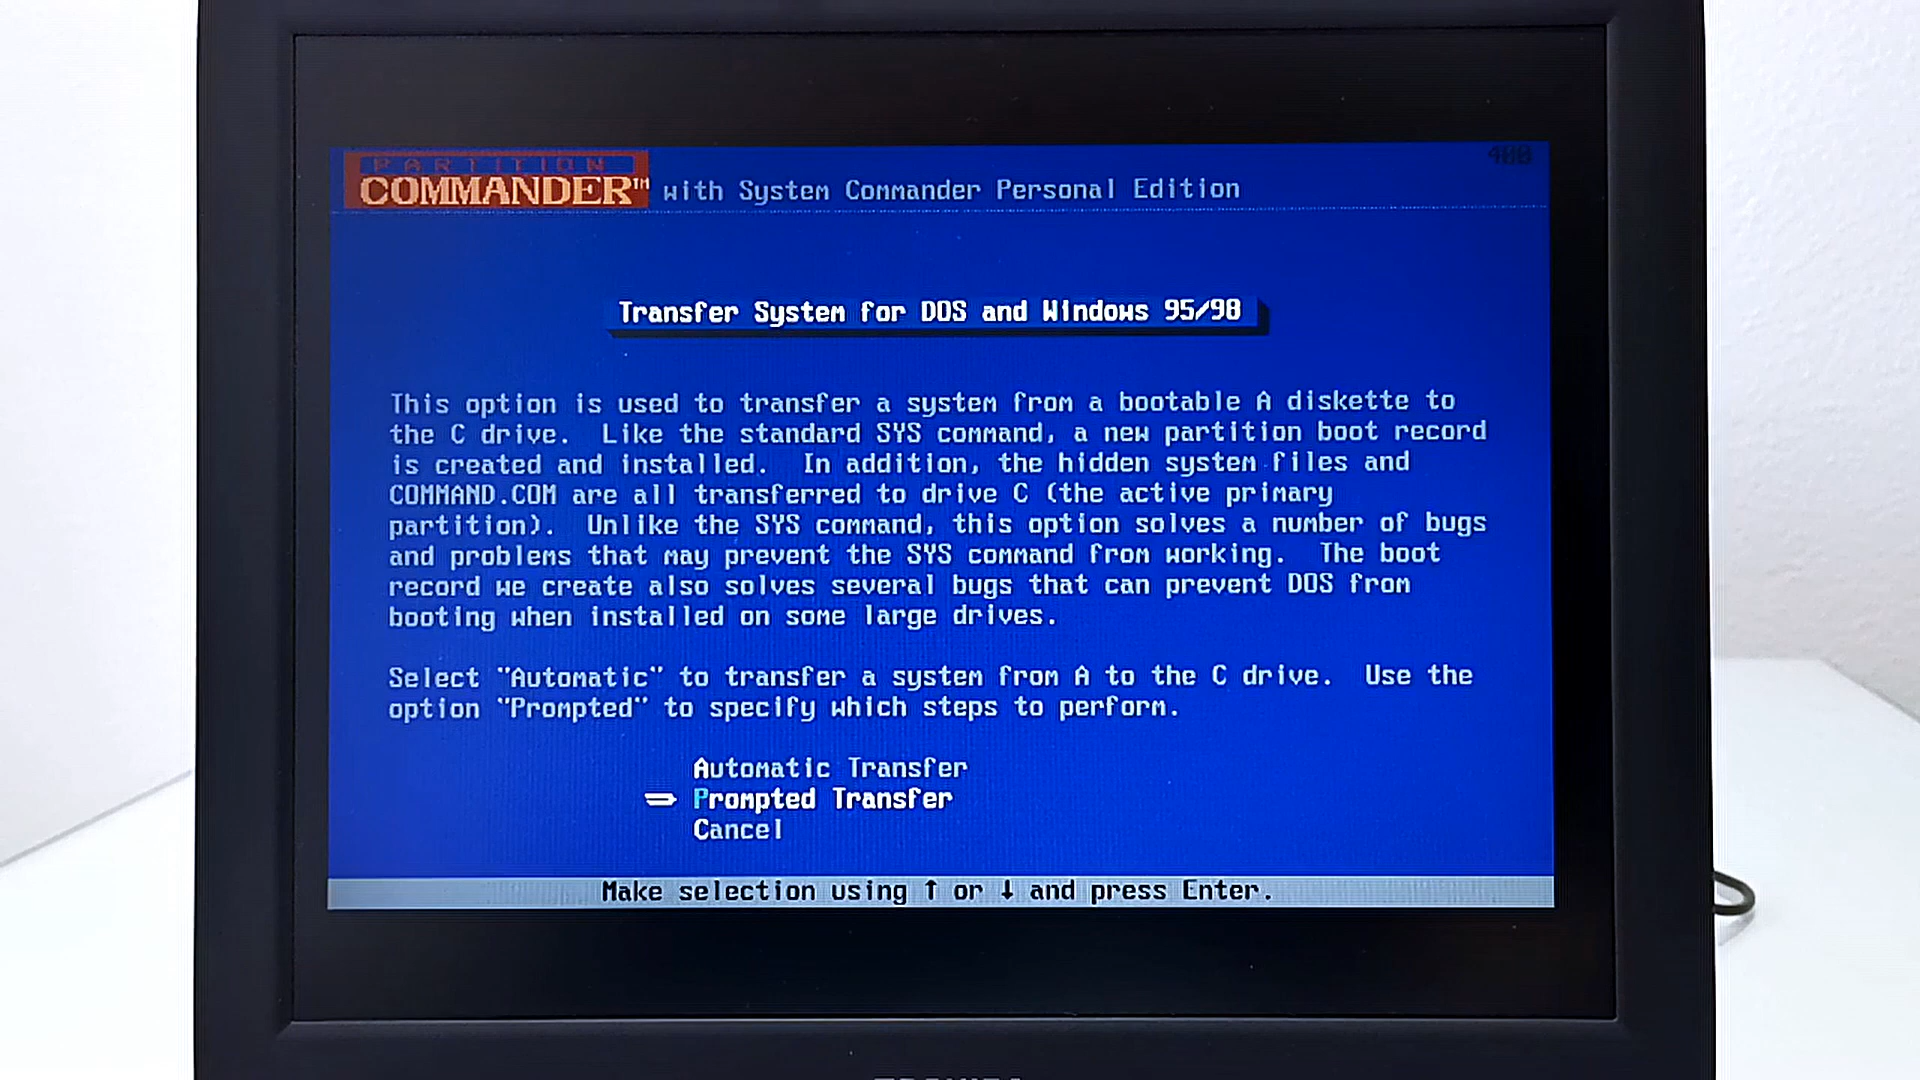 400
PARTITION
COMMANDER™ with System Commander Personal Edition
Transfer System for DOS and Windows 95/98
This option is used to transfer a system from a bootable A diskette to
the C drive.  Like the standard SYS command, a new partition boot record
is created and installed.  In addition, the hidden system files and
COMMAND.COM are all transferred to drive C (the active primary
partition).  Unlike the SYS command, this option solves a number of bugs
and problems that may prevent the SYS command from working.  The boot
record we create also solves several bugs that can prevent DOS from
booting when installed on some large drives.
Select "Automatic" to transfer a system from A to the C drive.  Use the
option "Prompted" to specify which steps to perform.
Automatic Transfer
Prompted Transfer
Cancel
Make selection using ↑ or ↓ and press Enter.